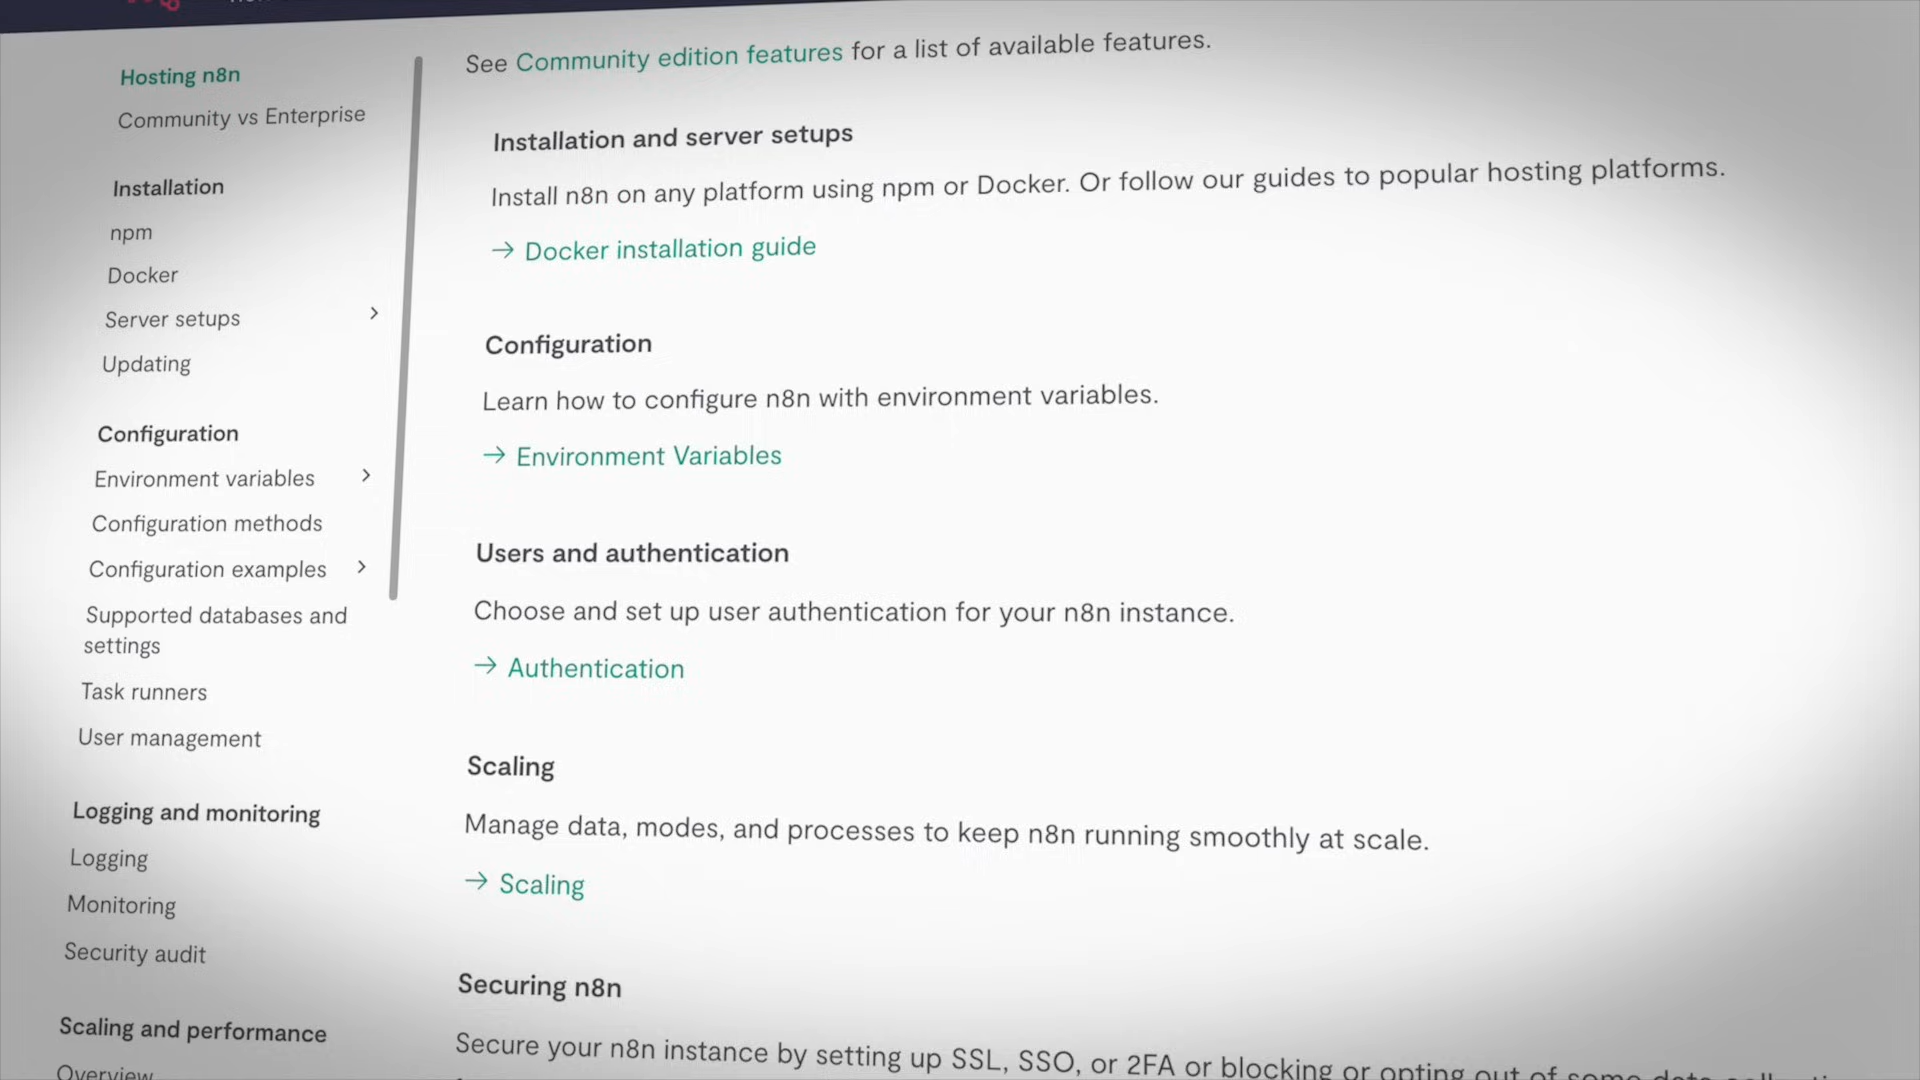 Hosting n8n
Community vs Enterprise
Installation
npm
Docker
Server setups
Updating
Configuration
Environment variables
Configuration methods
Configuration examples
Supported databases and
settings
Task runners
User management
Logging and monitoring
Logging
Monitoring
Security audit
Scaling and performance
Overview
See Community edition features for a list of available features.
Installation and server setups
Install n8n on any platform using npm or Docker. Or follow our guides to popular hosting platforms.
→ Docker installation guide
Configuration
Learn how to configure n8n with environment variables.
→ Environment Variables
Users and authentication
Choose and set up user authentication for your n8n instance.
→ Authentication
Scaling
Manage data, modes, and processes to keep n8n running smoothly at scale.
→ Scaling
Securing n8n
Secure your n8n instance by setting up SSL, SSO, or 2FA or blocking or opting out of some data